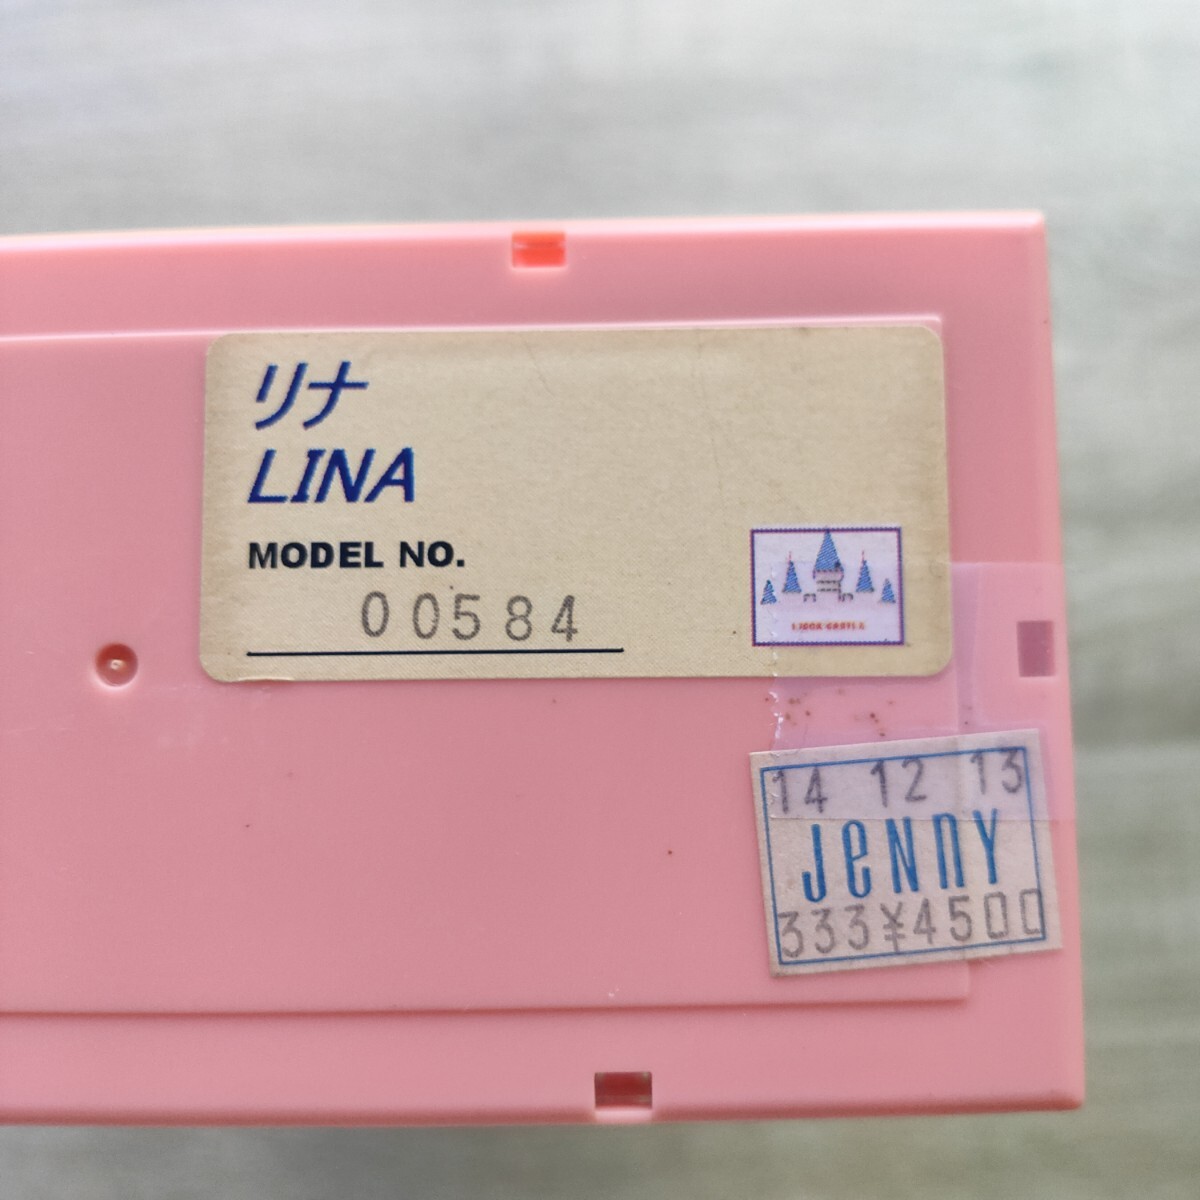 リナ
LINA
MODEL NO.
00584
14 12 13
JeNNY
333¥4500